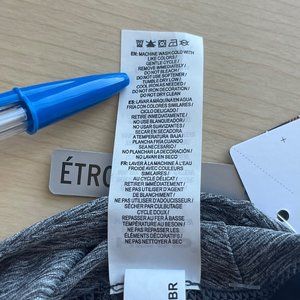 EN: MACHINE WASH COLD WITH
LIKE COLORS /
GENTLE CYCLE /
REMOVE IMMEDIATELY /
DO NOT BLEACH /
DO NOT USE SOFTENER /
TUMBLE DRY LOW /
COOL IRON AS NEEDED /
DO NOT IRON DECORATION /
DO NOT DRY CLEAN
ES: LAVAR A MÁQUINA EN AGUA
FRÍA CON COLORES SIMILARES /
CICLO DELICADO /
RETIRE INMEDIATAMENTE /
NO USAR BLANQUEADOR /
NO USAR SUAVIZANTES /
SECAR EN SECADORA
A TEMPERATURA BAJA /
PLANCHA FRÍA CUANDO
SEA NECESARIO /
NO PLANCHAR LA DECORACIÓN /
NO LAVAR EN SECO
FR: LAVER À LA MACHINE À L'EAU
FROIDE AVEC COULEURS
SIMILAIRES /
AU CYCLE DÉLICAT /
RETIRER IMMÉDIATEMENT /
NE PAS UTILISER D'AGENT
DE BLANCHIMENT /
NE PAS UTILISER D'ADOUCISSEUR /
SÉCHER PAR CULBUTAGE
CYCLE DOUX /
REPASSER AU FER À BASSE
TEMPÉRATURE AU BESOIN /
NE PAS REPASSER LES
ÉLÉMENTS DÉCORATIFS /
NE PAS NETTOYER À SEC
ÉTRO
BR